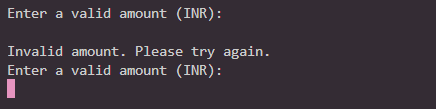 Enter a valid amount (INR):
Invalid amount. Please try again.
Enter a valid amount (INR):